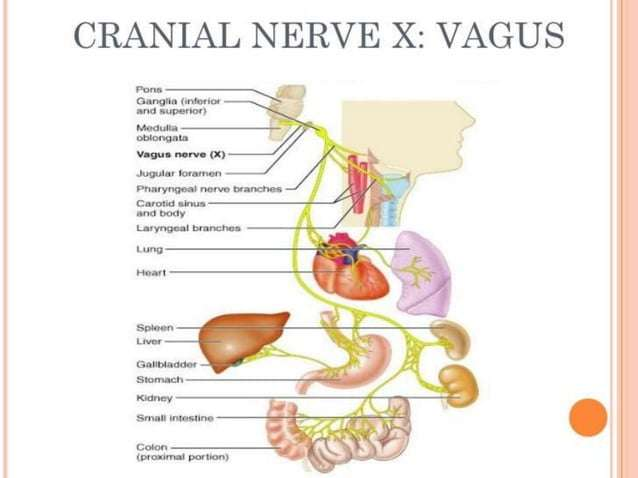 CRANIAL NERVE X: VAGUS
Pons
Ganglia (inferior
and superior)
Medulla
oblongata
Vagus nerve (X)
Jugular foramen
Pharyngeal nerve branches
Carotid sinus
and body
Laryngeal branches
Lung
Heart
Spleen
Liver
Gallbladder
Stomach
Kidney
Small intestine
Colon
(proximal portion)